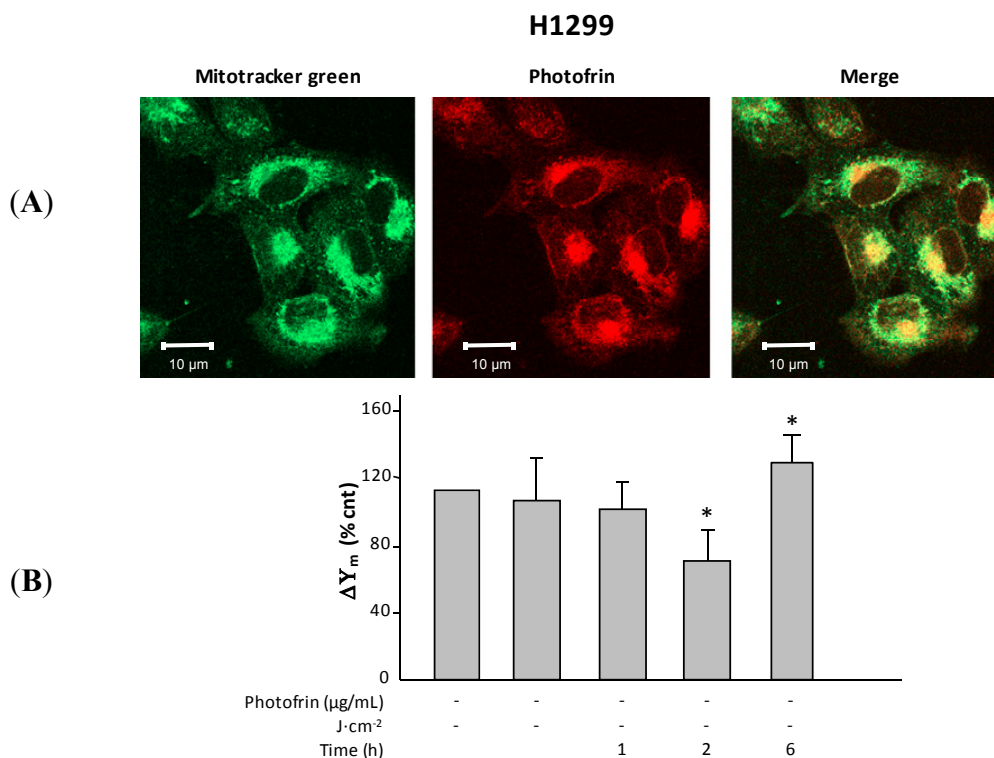 H1299
Mitotracker green Photofrin Merge
(A)
10 μm 10 μm 10 μm
160
*
120
*
80
40
0
ΔYm (% cnt)
(B)
Photofrin (μg/mL) - - - - -
J·cm⁻² - - - - -
Time (h) 1 2 6